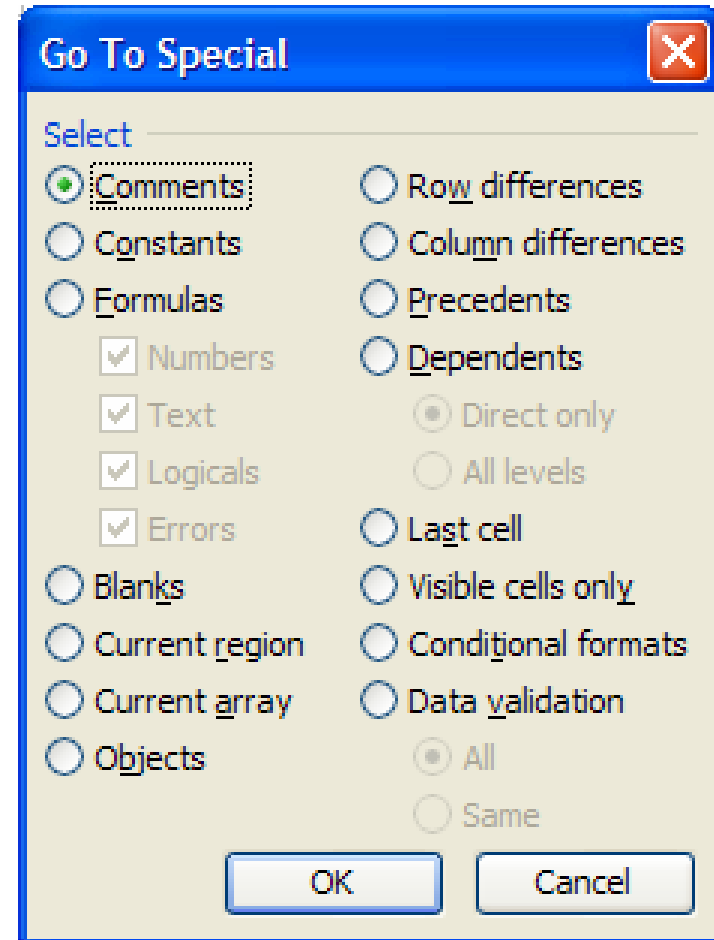 Go To Special
Select
Comments
Constants
Formulas
Numbers
Text
Logicals
Errors
Blanks
Current region
Current array
Objects
Row differences
Column differences
Precedents
Dependents
Direct only
All levels
Last cell
Visible cells only
Conditional formats
Data validation
All
Same
OK
Cancel